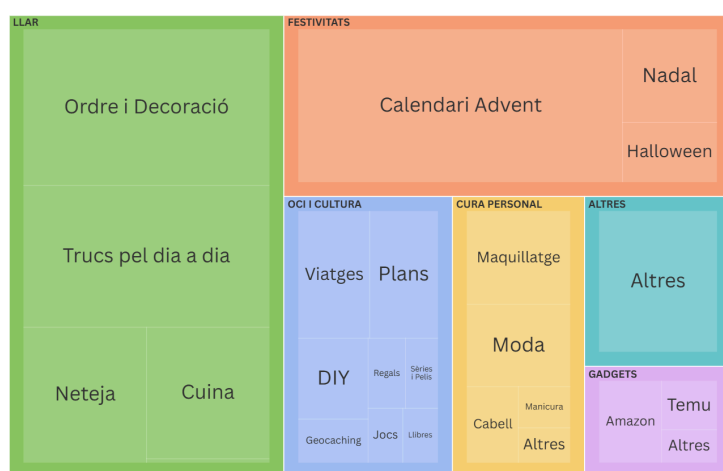 LLAR
Ordre i Decoració
Trucs pel dia a dia
Neteja
Cuina
FESTIVITATS
Calendari Advent
Nadal
Halloween
OCI I CULTURA
Viatges
Plans
DIY
Regals
Sèries
i Pelis
Geocaching
Jocs
Llibres
CURA PERSONAL
Maquillatge
Moda
Cabell
Manicura
Altres
ALTRES
Altres
GADGETS
Amazon
Temu
Altres